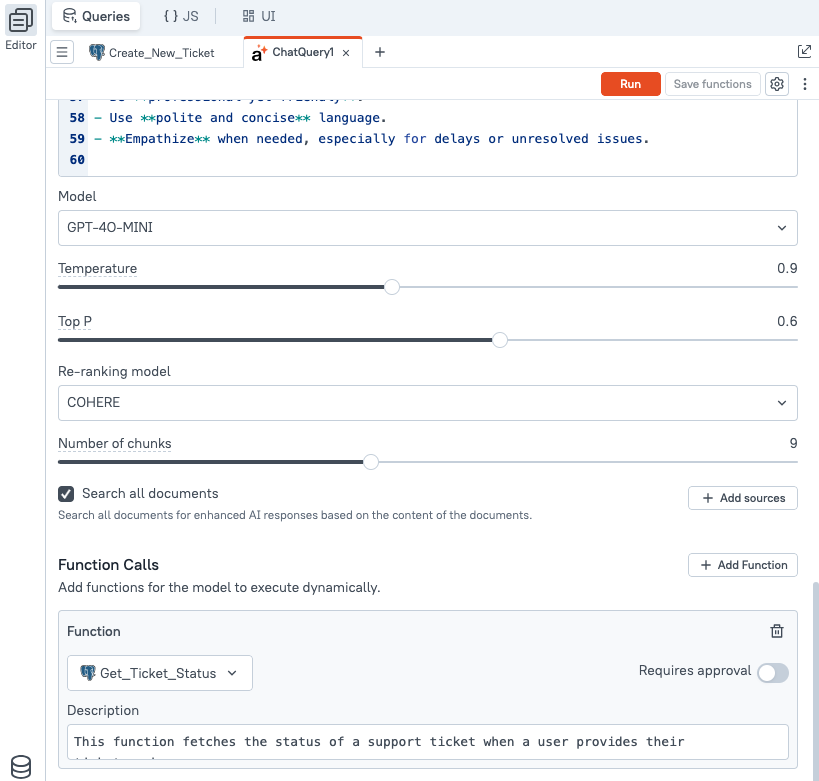 Queries
{ } JS
UI
Editor
Create_New_Ticket
ChatQuery1
Run
Save functions
58 - Use **polite and concise** language.
59 - **Empathize** when needed, especially for delays or unresolved issues.
60
Model
GPT-4O-MINI
Temperature 0.9
Top P 0.6
Re-ranking model
COHERE
Number of chunks 9
Search all documents
Search all documents for enhanced AI responses based on the content of the documents.
+ Add sources
Function Calls
Add functions for the model to execute dynamically.
+ Add Function
Function
Get_Ticket_Status
Requires approval
Description
This function fetches the status of a support ticket when a user provides their